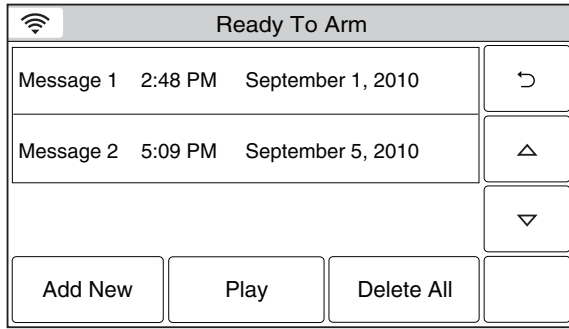 Ready To Arm
Message 1 2:48 PM September 1, 2010
Message 2 5:09 PM September 5, 2010
Add New Play Delete All